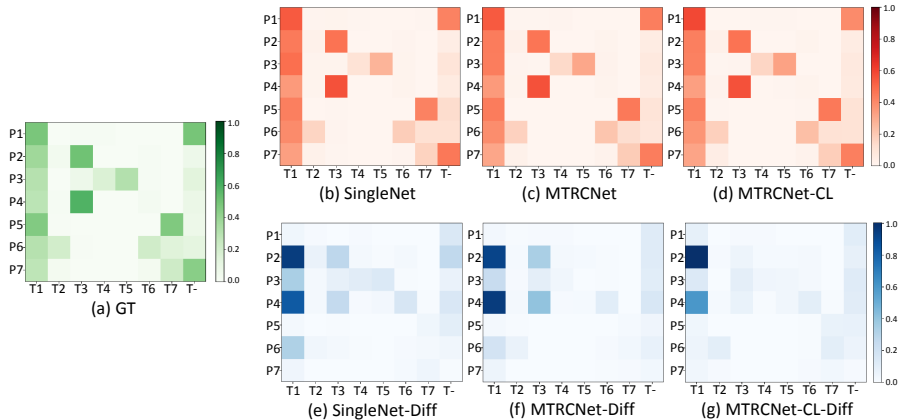 P1
P2
P3
P4
P5
P6
P7
T1 T2 T3 T4 T5 T6 T7 T-
(a) GT
1.0
0.8
0.6
0.4
0.2
0.0
P1
P2
P3
P4
P5
P6
P7
T1 T2 T3 T4 T5 T6 T7 T-
(b) SingleNet
P1
P2
P3
P4
P5
P6
P7
T1 T2 T3 T4 T5 T6 T7 T-
(c) MTRCNet
P1
P2
P3
P4
P5
P6
P7
T1 T2 T3 T4 T5 T6 T7 T-
(d) MTRCNet-CL
1.0
0.8
0.6
0.4
0.2
0.0
P1
P2
P3
P4
P5
P6
P7
T1 T2 T3 T4 T5 T6 T7 T-
(e) SingleNet-Diff
P1
P2
P3
P4
P5
P6
P7
T1 T2 T3 T4 T5 T6 T7 T-
(f) MTRCNet-Diff
P1
P2
P3
P4
P5
P6
P7
T1 T2 T3 T4 T5 T6 T7 T-
(g) MTRCNet-CL-Diff
1.0
0.8
0.6
0.4
0.2
0.0